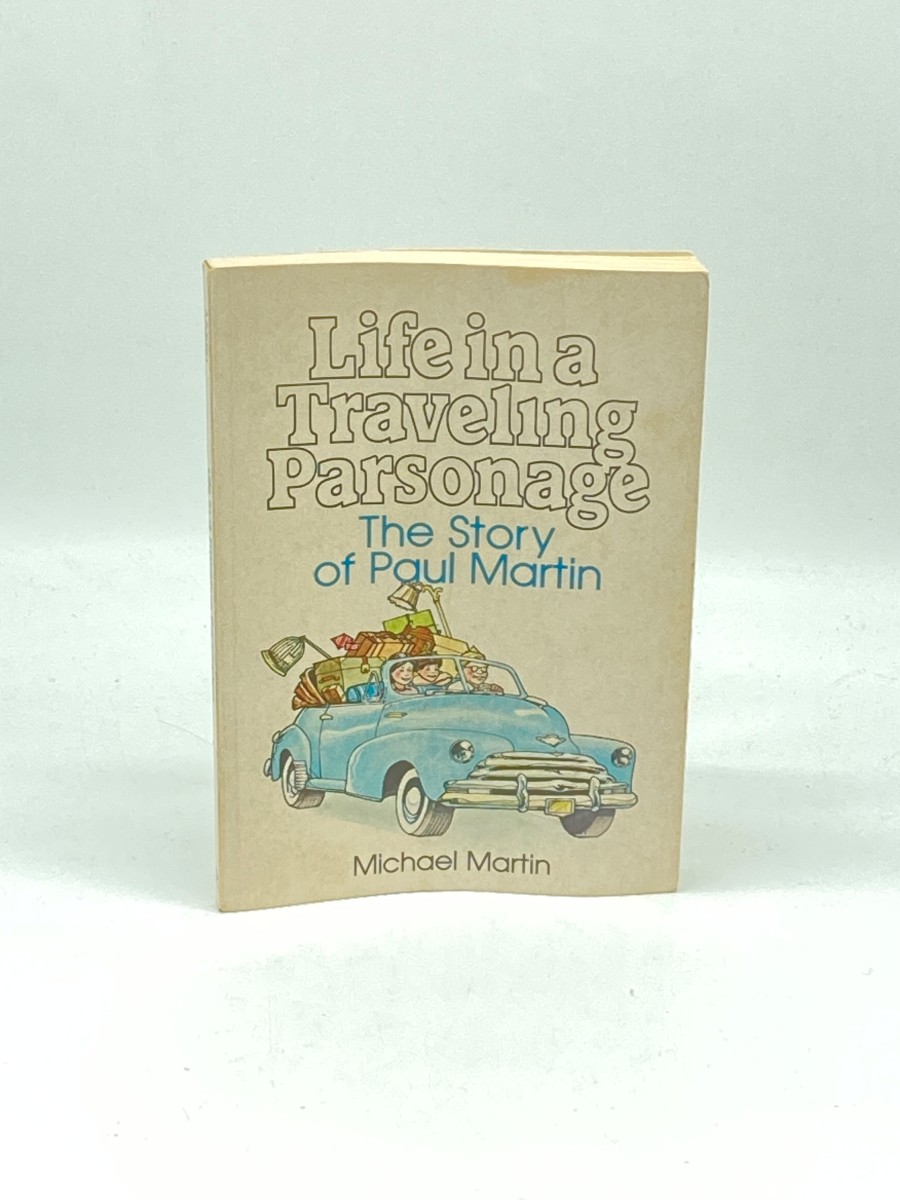 Life in a
Traveling
Parsonage
The Story
of Paul Martin
Michael Martin